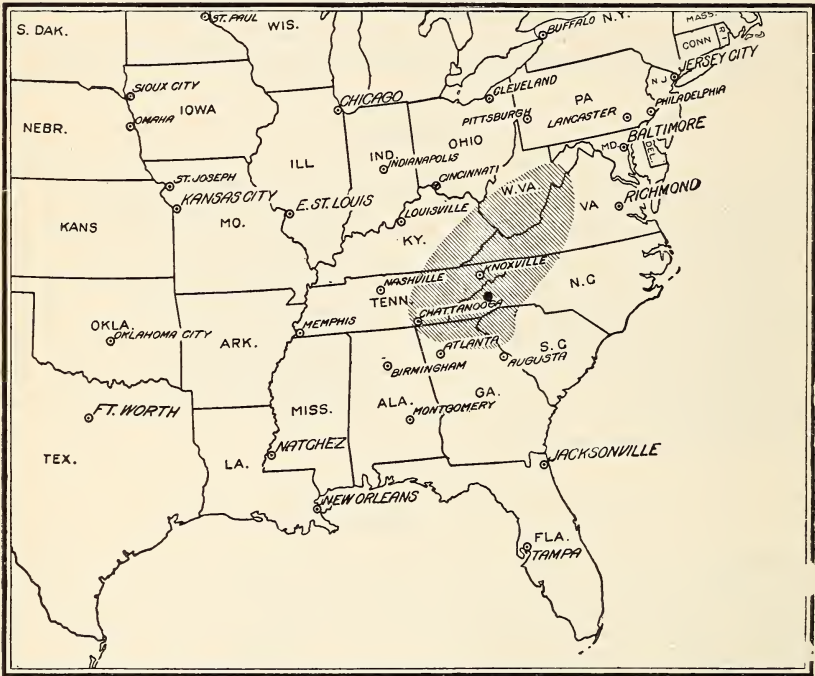 S. DAK.
ST. PAUL
WIS.
BUFFALO N.Y.
MASS.
CONN
R.I.
JERSEY CITY
N J
SIOUX CITY
IOWA
CHICAGO
CLEVELAND
PA
PHILADELPHIA
NEBR.
OMAHA
PITTSBURGH
LANCASTER
OHIO
BALTIMORE
MD.
DEL.
ILL
IND.
INDIANAPOLIS
CINCINNATI
W.VA.
ST. JOSEPH
KANSAS CITY
E. ST. LOUIS
LOUISVILLE
VA
RICHMOND
KANS
MO.
KY.
NASHVILLE
KNOXVILLE
N.C
TENN.
CHATTANOOGA
OKLA.
OKLAHOMA CITY
ARK.
MEMPHIS
ATLANTA
S.C
AUGUSTA
BIRMINGHAM
GA.
FT. WORTH
MISS.
ALA.
MONTGOMERY
TEX.
LA.
NATCHEZ
JACKSONVILLE
NEW ORLEANS
FLA.
TAMPA